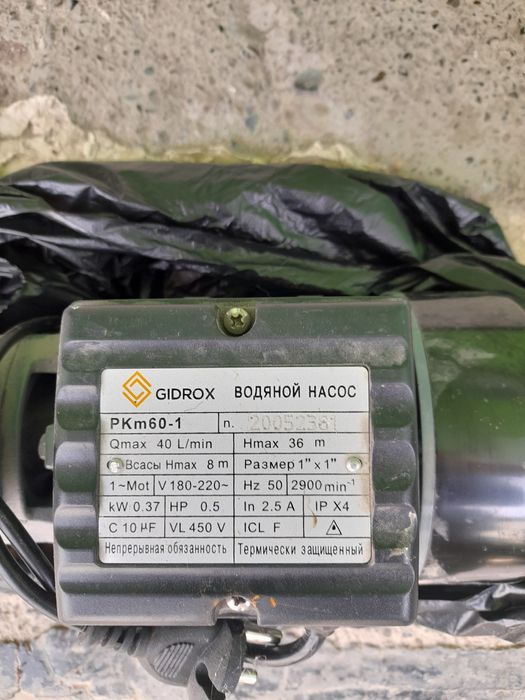 GIDROX ВОДЯНОЙ НАСОС
PKm60-1 n. 20052381
Qmax 40 L/min Hmax 36 m
Всасы Hmax 8 m Размер 1" x 1"
1~Mot V 180-220~ Hz 50 2900 min⁻¹
kW 0.37 HP 0.5 In 2.5 A IP X4
C 10 µF VL 450 V ICL F
Непрерывная обязанность Термически защищенный